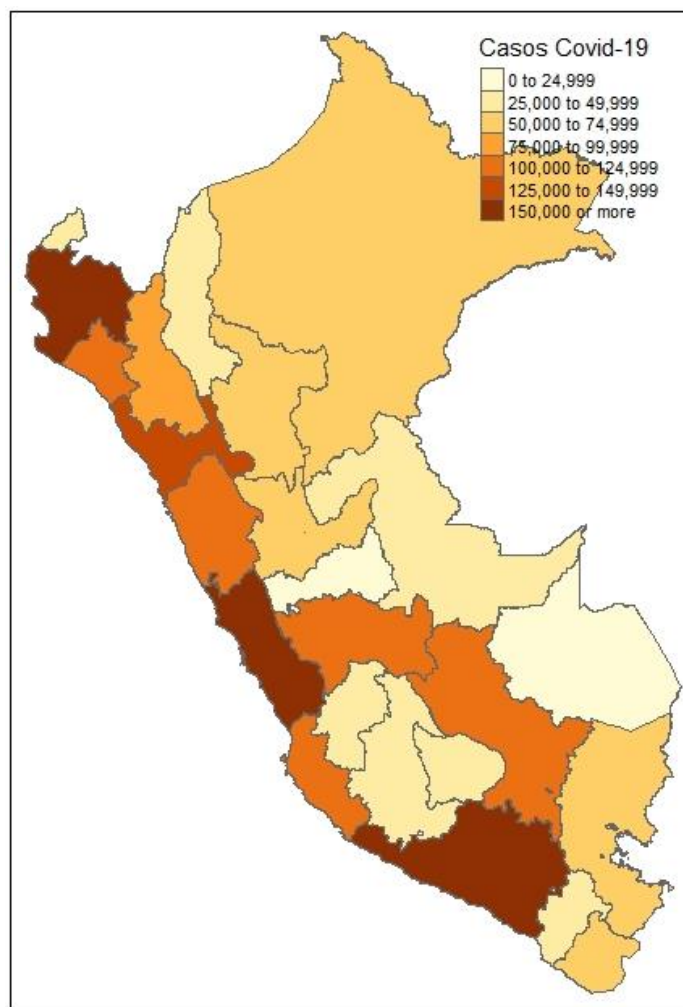 Casos Covid-19
0 to 24,999
25,000 to 49,999
50,000 to 74,999
75,000 to 99,999
100,000 to 124,999
125,000 to 149,999
150,000 or more